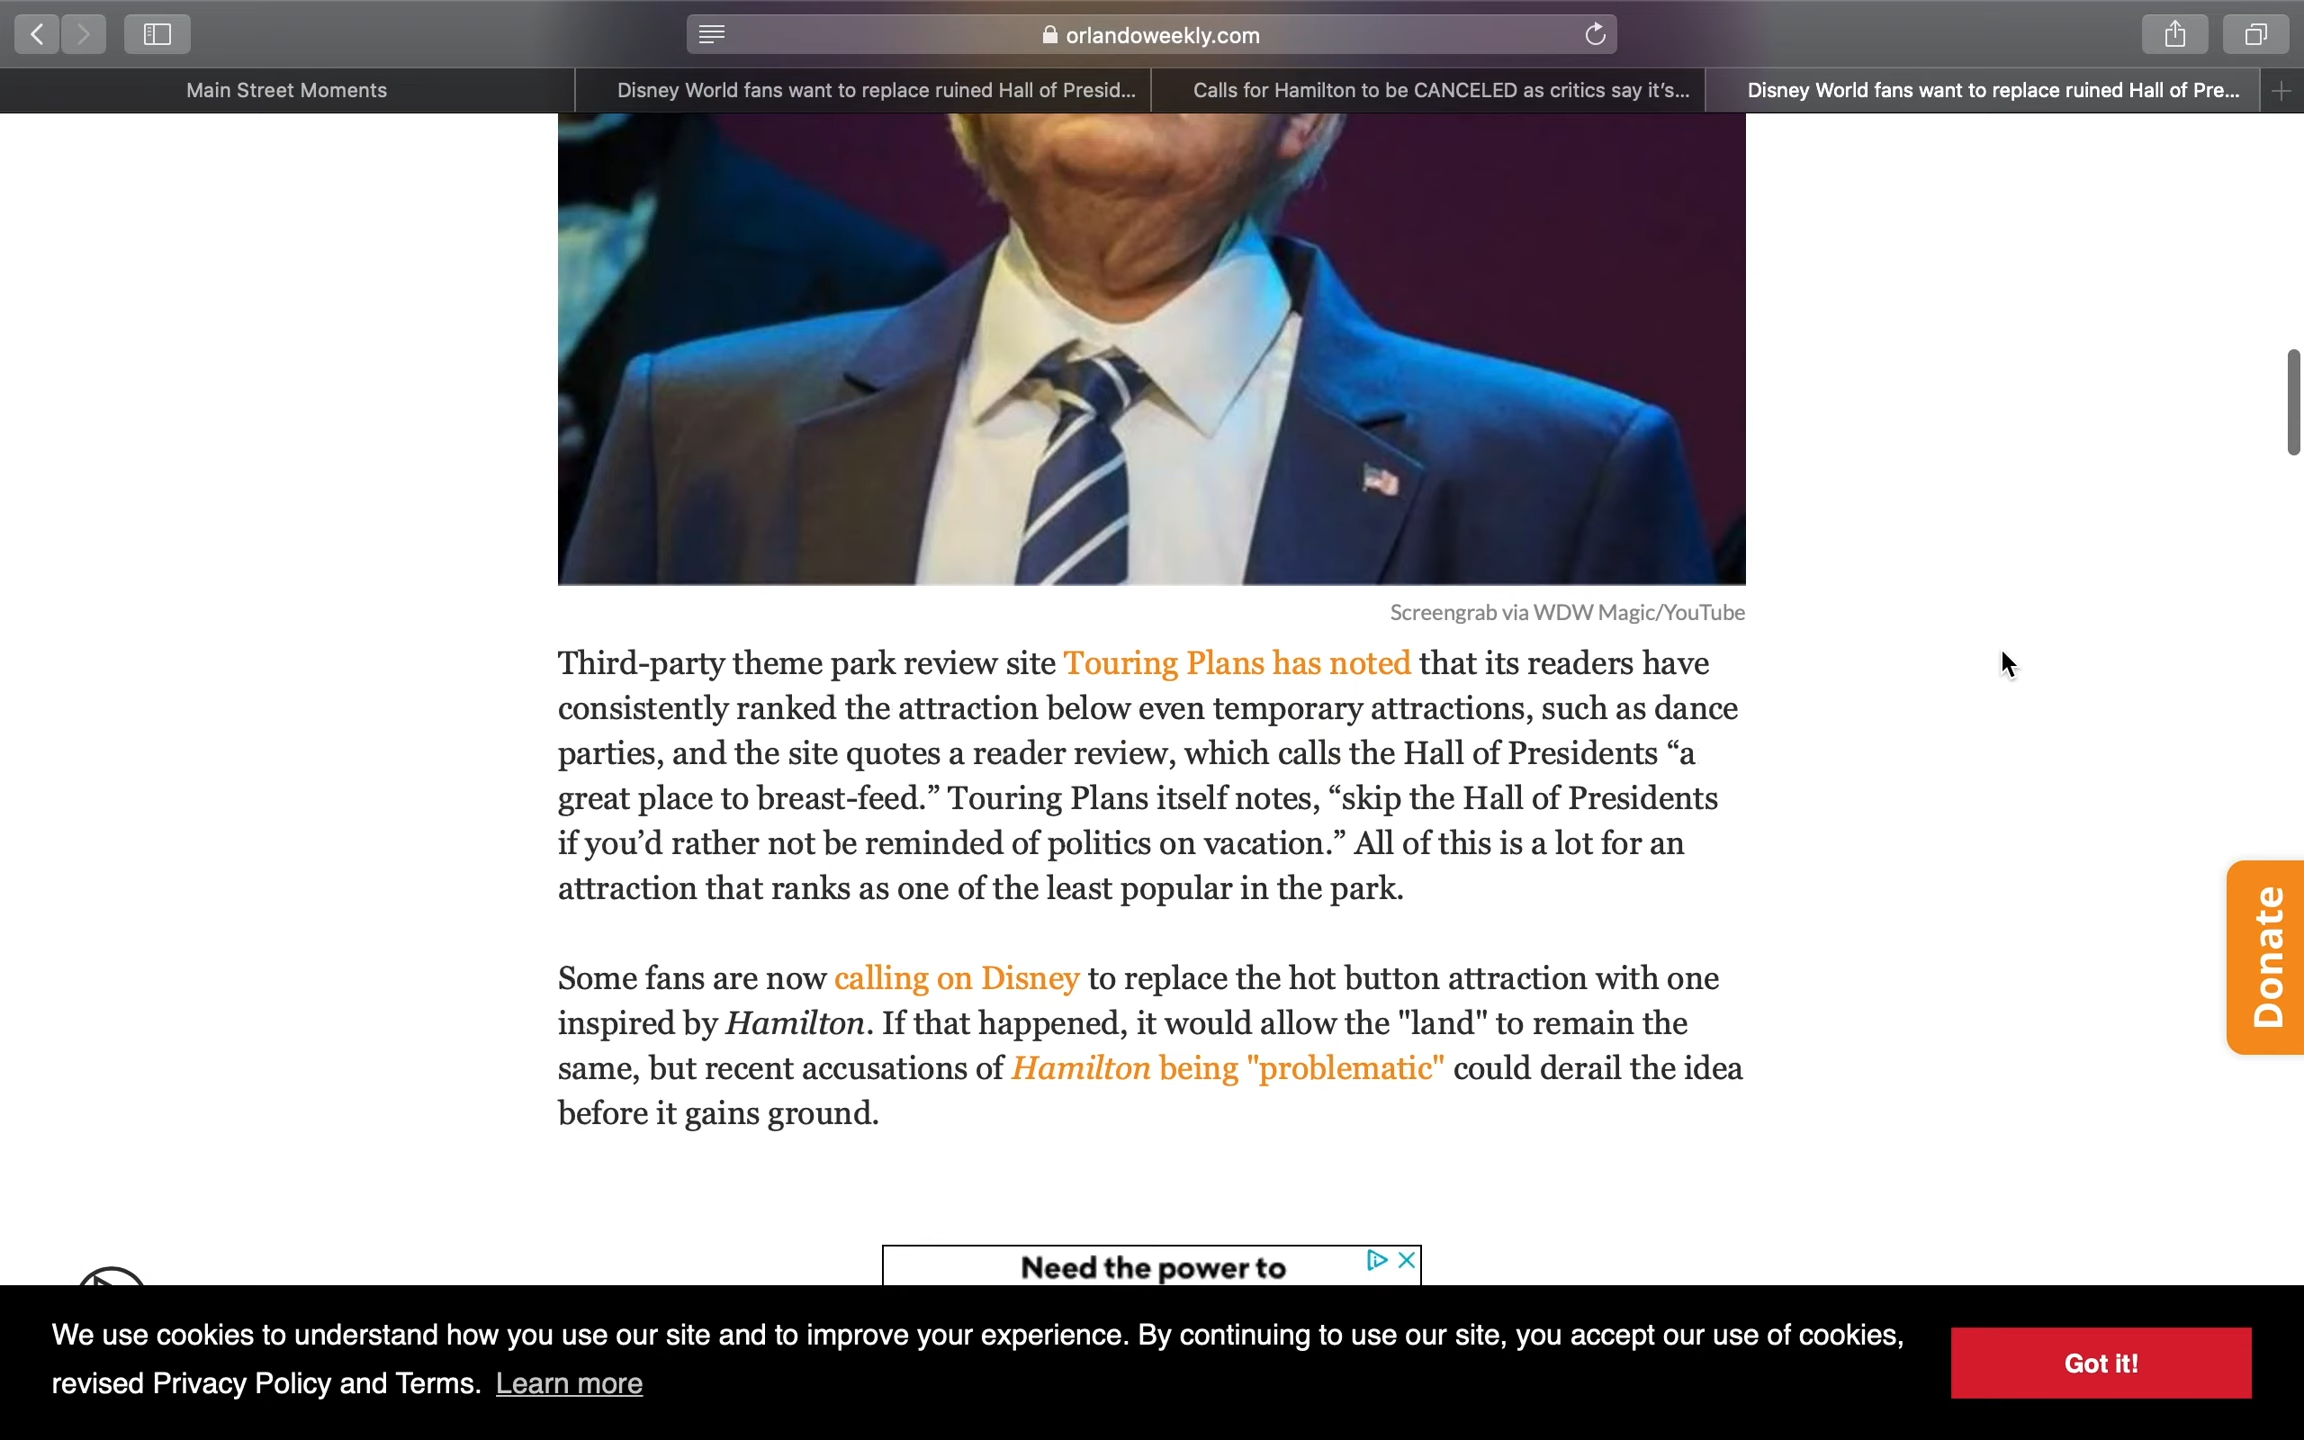 orlandoweekly.com
Main Street Moments
Disney World fans want to replace ruined Hall of Presid...
Calls for Hamilton to be CANCELED as critics say it's...
Disney World fans want to replace ruined Hall of Pre...
Screengrab via WDW Magic/YouTube
Third-party theme park review site Touring Plans has noted that its readers have
consistently ranked the attraction below even temporary attractions, such as dance
parties, and the site quotes a reader review, which calls the Hall of Presidents “a
great place to breast-feed.” Touring Plans itself notes, “skip the Hall of Presidents
if you’d rather not be reminded of politics on vacation.” All of this is a lot for an
attraction that ranks as one of the least popular in the park.
Some fans are now calling on Disney to replace the hot button attraction with one
inspired by Hamilton. If that happened, it would allow the "land" to remain the
same, but recent accusations of Hamilton being "problematic" could derail the idea
before it gains ground.
Donate
Need the power to
We use cookies to understand how you use our site and to improve your experience. By continuing to use our site, you accept our use of cookies,
revised Privacy Policy and Terms. Learn more
Got it!